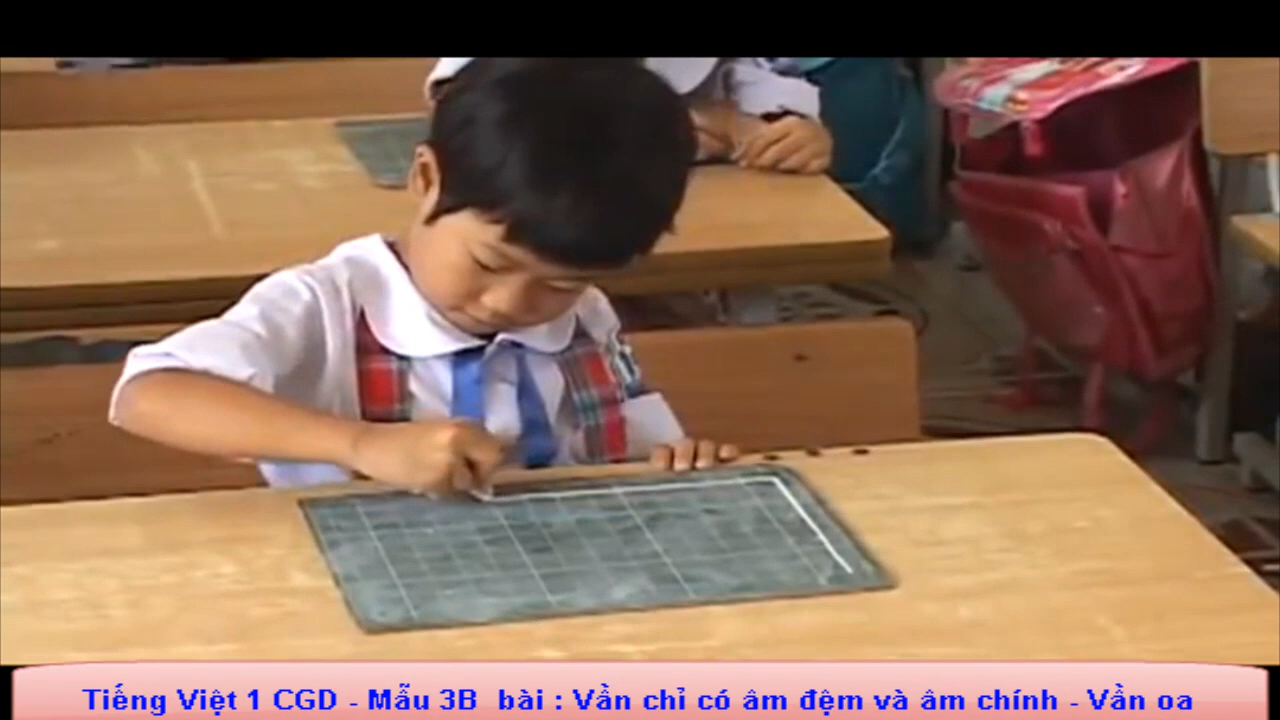 Tiếng Việt 1 CGD - Mẫu 3B bài : Vần chỉ có âm đệm và âm chính - Vần oa